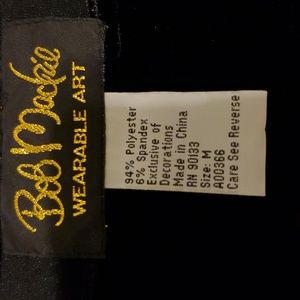 Bob Mackie
WEARABLE ART
94% Polyester
6% Spandex
Exclusive of
Decorations
Made in China
RN 90133
Size: M
A00366
Care See Reverse